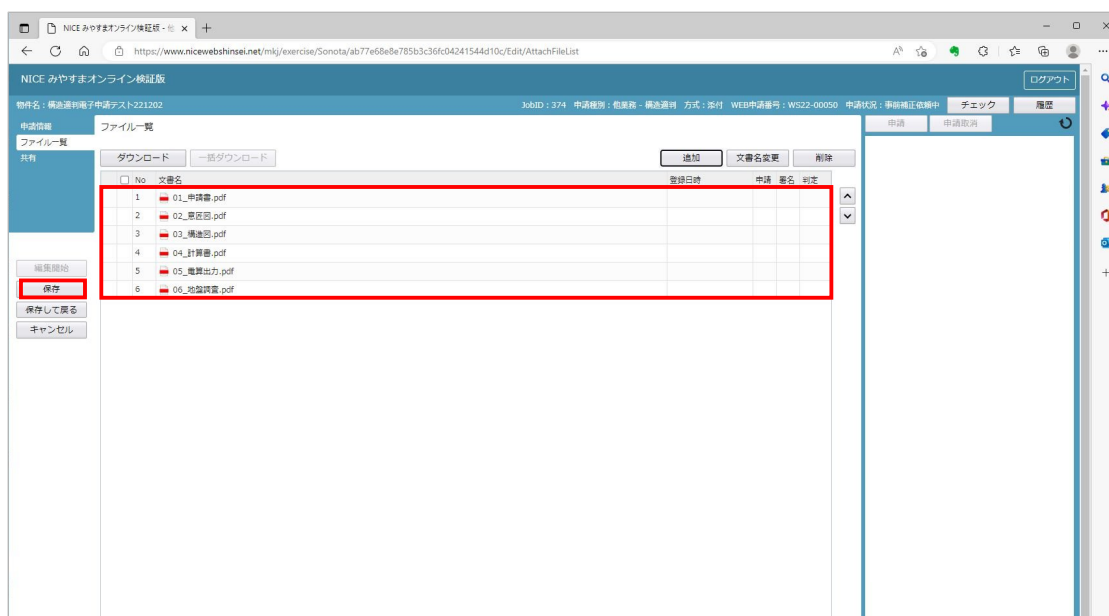 NICE みやすまオンライン検証版 - 他
https://www.nicewebshinsei.net/mkj/exercise/Sonota/ab77e68e8e785b3c36fc04241544d10c/Edit/AttachFileList
NICE みやすまオンライン検証版
ログアウト
物件名：構造適判電子申請テスト-221202
JobID：374 申請種別：他業務 - 構造適判 方式：添付 WEB申請番号：WS22-00050 申請状況：事前補正依頼中
チェック
履歴
申請情報
ファイル一覧
共有
ファイル一覧
申請
申請取消
ダウンロード
一括ダウンロード
追加
文書名変更
削除
No 文書名 登録日時 申請 署名 判定
1 01_申請書.pdf
2 02_意匠図.pdf
3 03_構造図.pdf
4 04_計算書.pdf
5 05_電算出力.pdf
6 06_地盤調査.pdf
編集開始
保存
保存して戻る
キャンセル